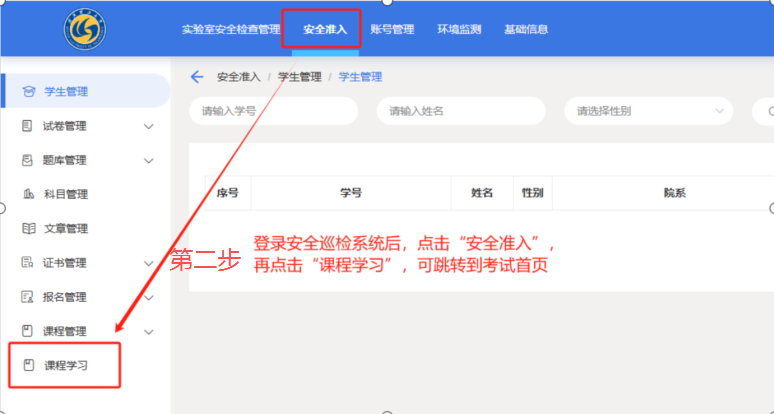 实验室安全检查管理 安全准入 账号管理 环境监测 基础信息
安全准入 / 学生管理 / 学生管理
请输入学号 请输入姓名 请选择性别
学生管理
试卷管理
题库管理
科目管理
文章管理
证书管理
报名管理
课程管理
课程学习
序号 学号 姓名 性别 院系
第二步
登录安全巡检系统后，点击“安全准入”，
再点击“课程学习”，可跳转到考试首页